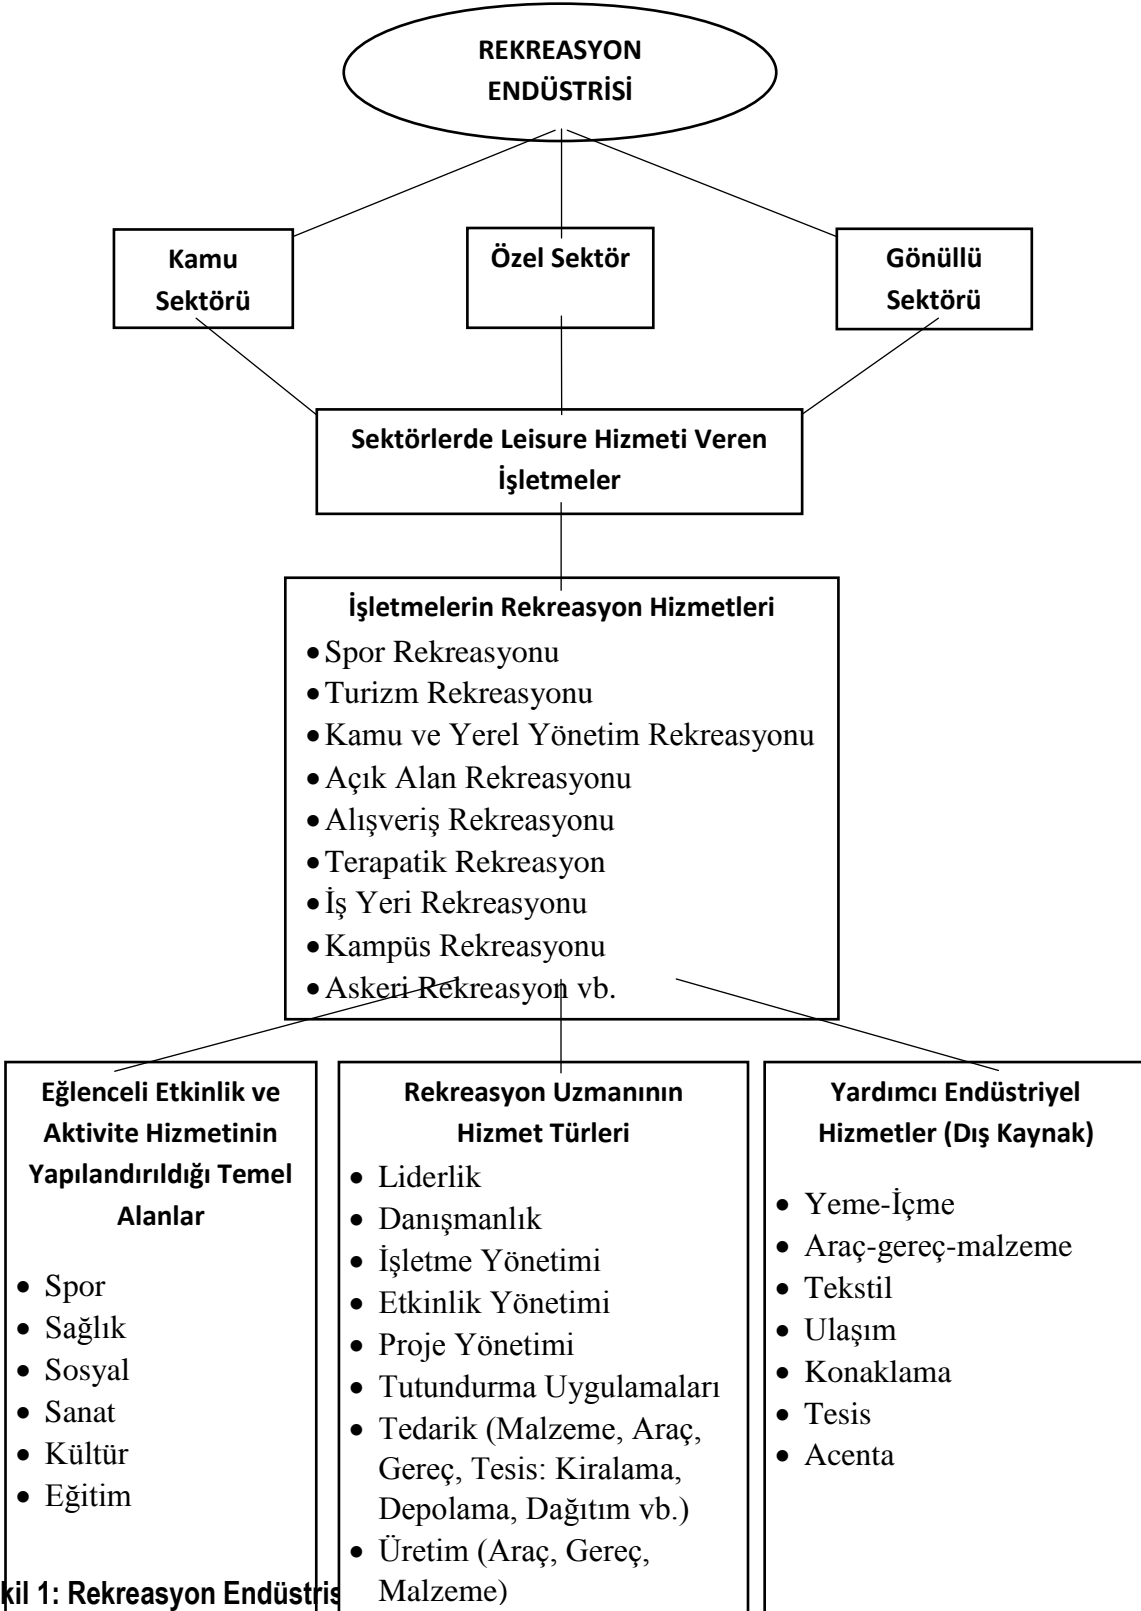 REKREASYON
ENDÜSTRİSİ
Kamu
Sektörü
Özel Sektör
Gönüllü
Sektörü
Sektörlerde Leisure Hizmeti Veren
İşletmeler
İşletmelerin Rekreasyon Hizmetleri
• Spor Rekreasyonu
• Turizm Rekreasyonu
• Kamu ve Yerel Yönetim Rekreasyonu
• Açık Alan Rekreasyonu
• Alışveriş Rekreasyonu
• Terapatik Rekreasyon
• İş Yeri Rekreasyonu
• Kampüs Rekreasyonu
• Askeri Rekreasyon vb.
Eğlenceli Etkinlik ve
Aktivite Hizmetinin
Yapılandırıldığı Temel
Alanlar
• Spor
• Sağlık
• Sosyal
• Sanat
• Kültür
• Eğitim
Rekreasyon Uzmanının
Hizmet Türleri
• Liderlik
• Danışmanlık
• İşletme Yönetimi
• Etkinlik Yönetimi
• Proje Yönetimi
• Tutundurma Uygulamaları
• Tedarik (Malzeme, Araç,
Gereç, Tesis: Kiralama,
Depolama, Dağıtım vb.)
• Üretim (Araç, Gereç,
Malzeme)
Yardımcı Endüstriyel
Hizmetler (Dış Kaynak)
• Yeme-İçme
• Araç-gereç-malzeme
• Tekstil
• Ulaşım
• Konaklama
• Tesis
• Acenta
kil 1: Rekreasyon Endüstris